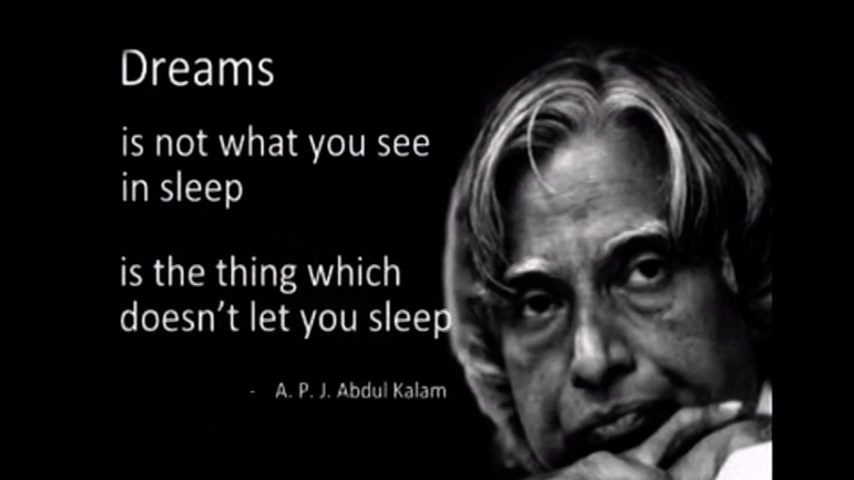 Dreams
is not what you see
in sleep
is the thing which
doesn't let you sleep
- A. P. J. Abdul Kalam